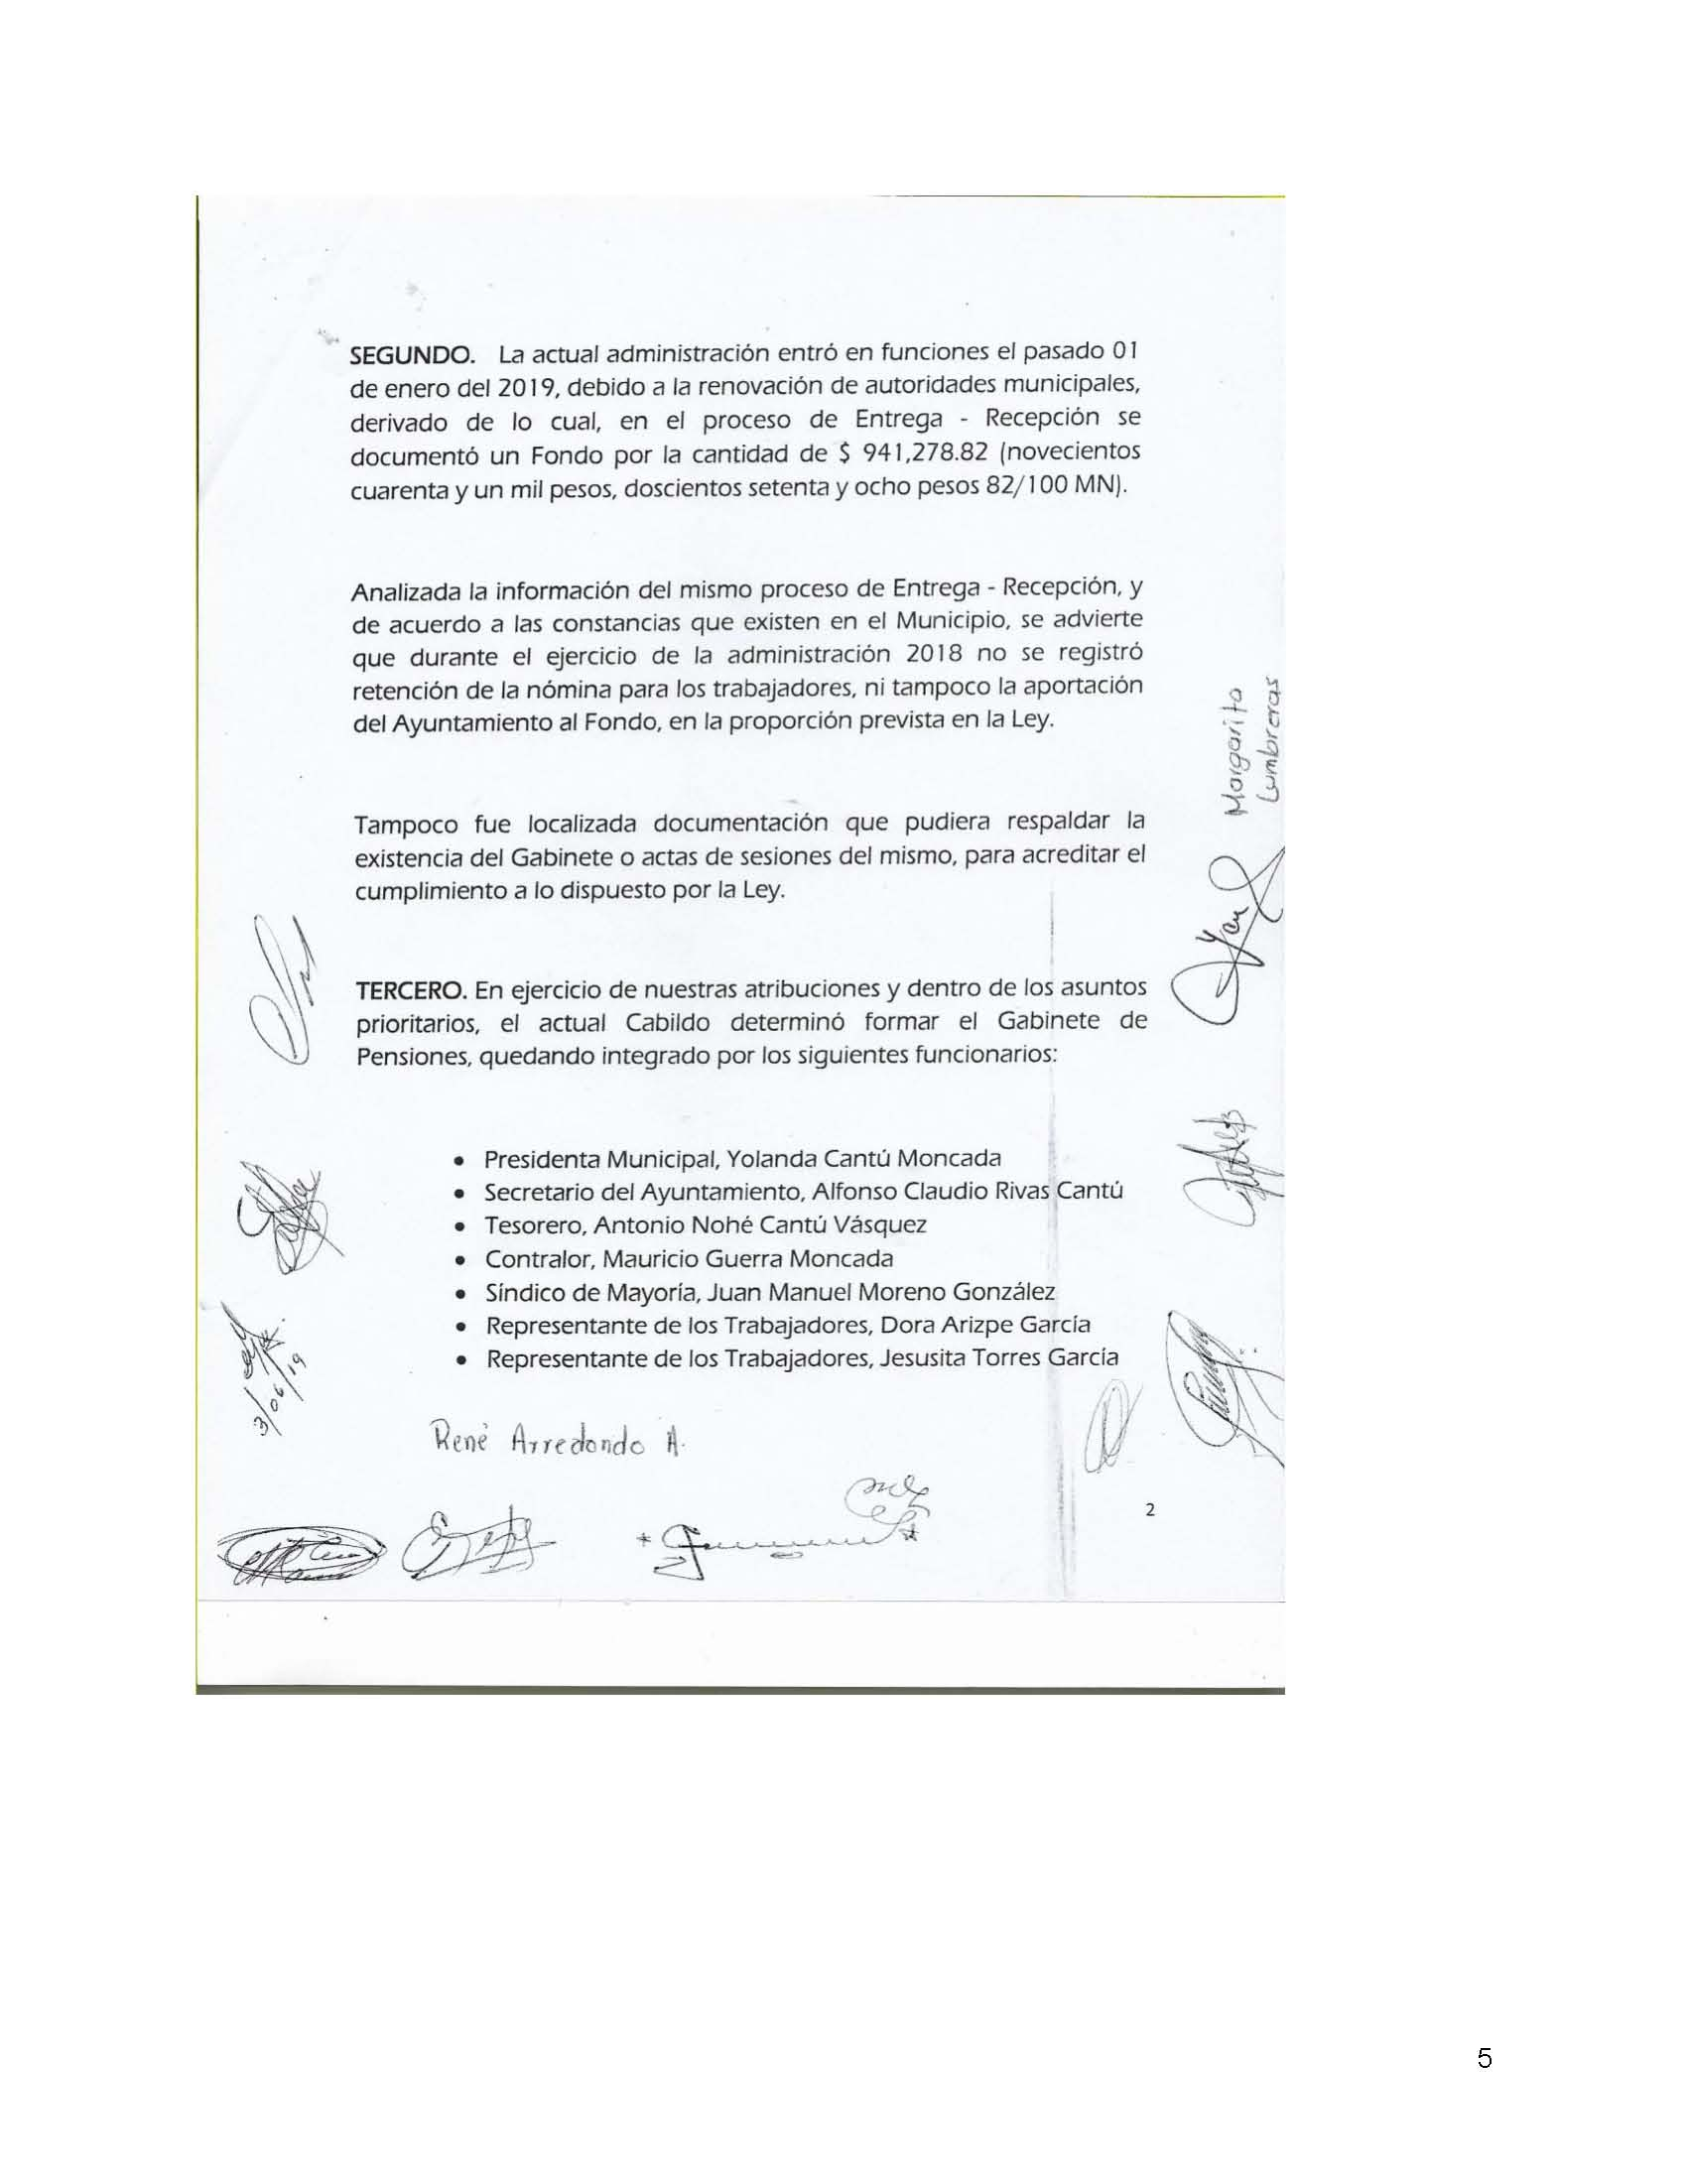 SEGUNDO. La actual administración entró en funciones el pasado 01
de enero del 2019, debido a la renovación de autoridades municipales,
derivado de lo cual, en el proceso de Entrega - Recepción se
documentó un Fondo por la cantidad de $ 941,278.82 (novecientos
cuarenta y un mil pesos, doscientos setenta y ocho pesos 82/100 MN).
Analizada la información del mismo proceso de Entrega - Recepción, y
de acuerdo a las constancias que existen en el Municipio, se advierte
que durante el ejercicio de la administración 2018 no se registró
retención de la nómina para los trabajadores, ni tampoco la aportación
del Ayuntamiento al Fondo, en la proporción prevista en la Ley.
Margarita
Lumbreras
Tampoco fue localizada documentación que pudiera respaldar la
existencia del Gabinete o actas de sesiones del mismo, para acreditar el
cumplimiento a lo dispuesto por la Ley.
TERCERO. En ejercicio de nuestras atribuciones y dentro de los asuntos
prioritarios, el actual Cabildo determinó formar el Gabinete de
Pensiones, quedando integrado por los siguientes funcionarios:
• Presidenta Municipal, Yolanda Cantú Moncada
• Secretario del Ayuntamiento, Alfonso Claudio Rivas Cantú
• Tesorero, Antonio Nohé Cantú Vásquez
• Contralor, Mauricio Guerra Moncada
• Síndico de Mayoría, Juan Manuel Moreno González
• Representante de los Trabajadores, Dora Arizpe García
• Representante de los Trabajadores, Jesusita Torres García
3/06/19
René Arredondo A.
2
5